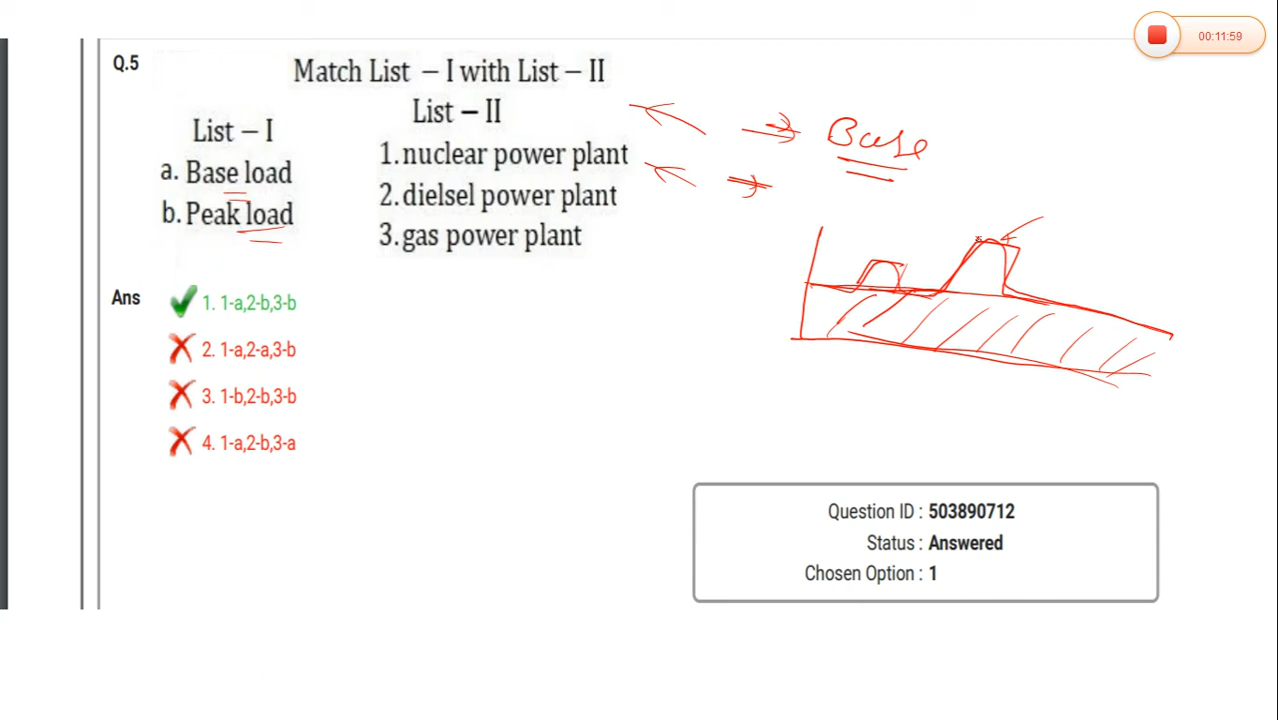 00:11:59
Q.5
Match List – I with List – II
List – I
List – II
a. Base load
b. Peak load
1.nuclear power plant
2.dielsel power plant
3.gas power plant
Base
Ans
1. 1-a,2-b,3-b
2. 1-a,2-a,3-b
3. 1-b,2-b,3-b
4. 1-a,2-b,3-a
Question ID : 503890712
Status : Answered
Chosen Option : 1